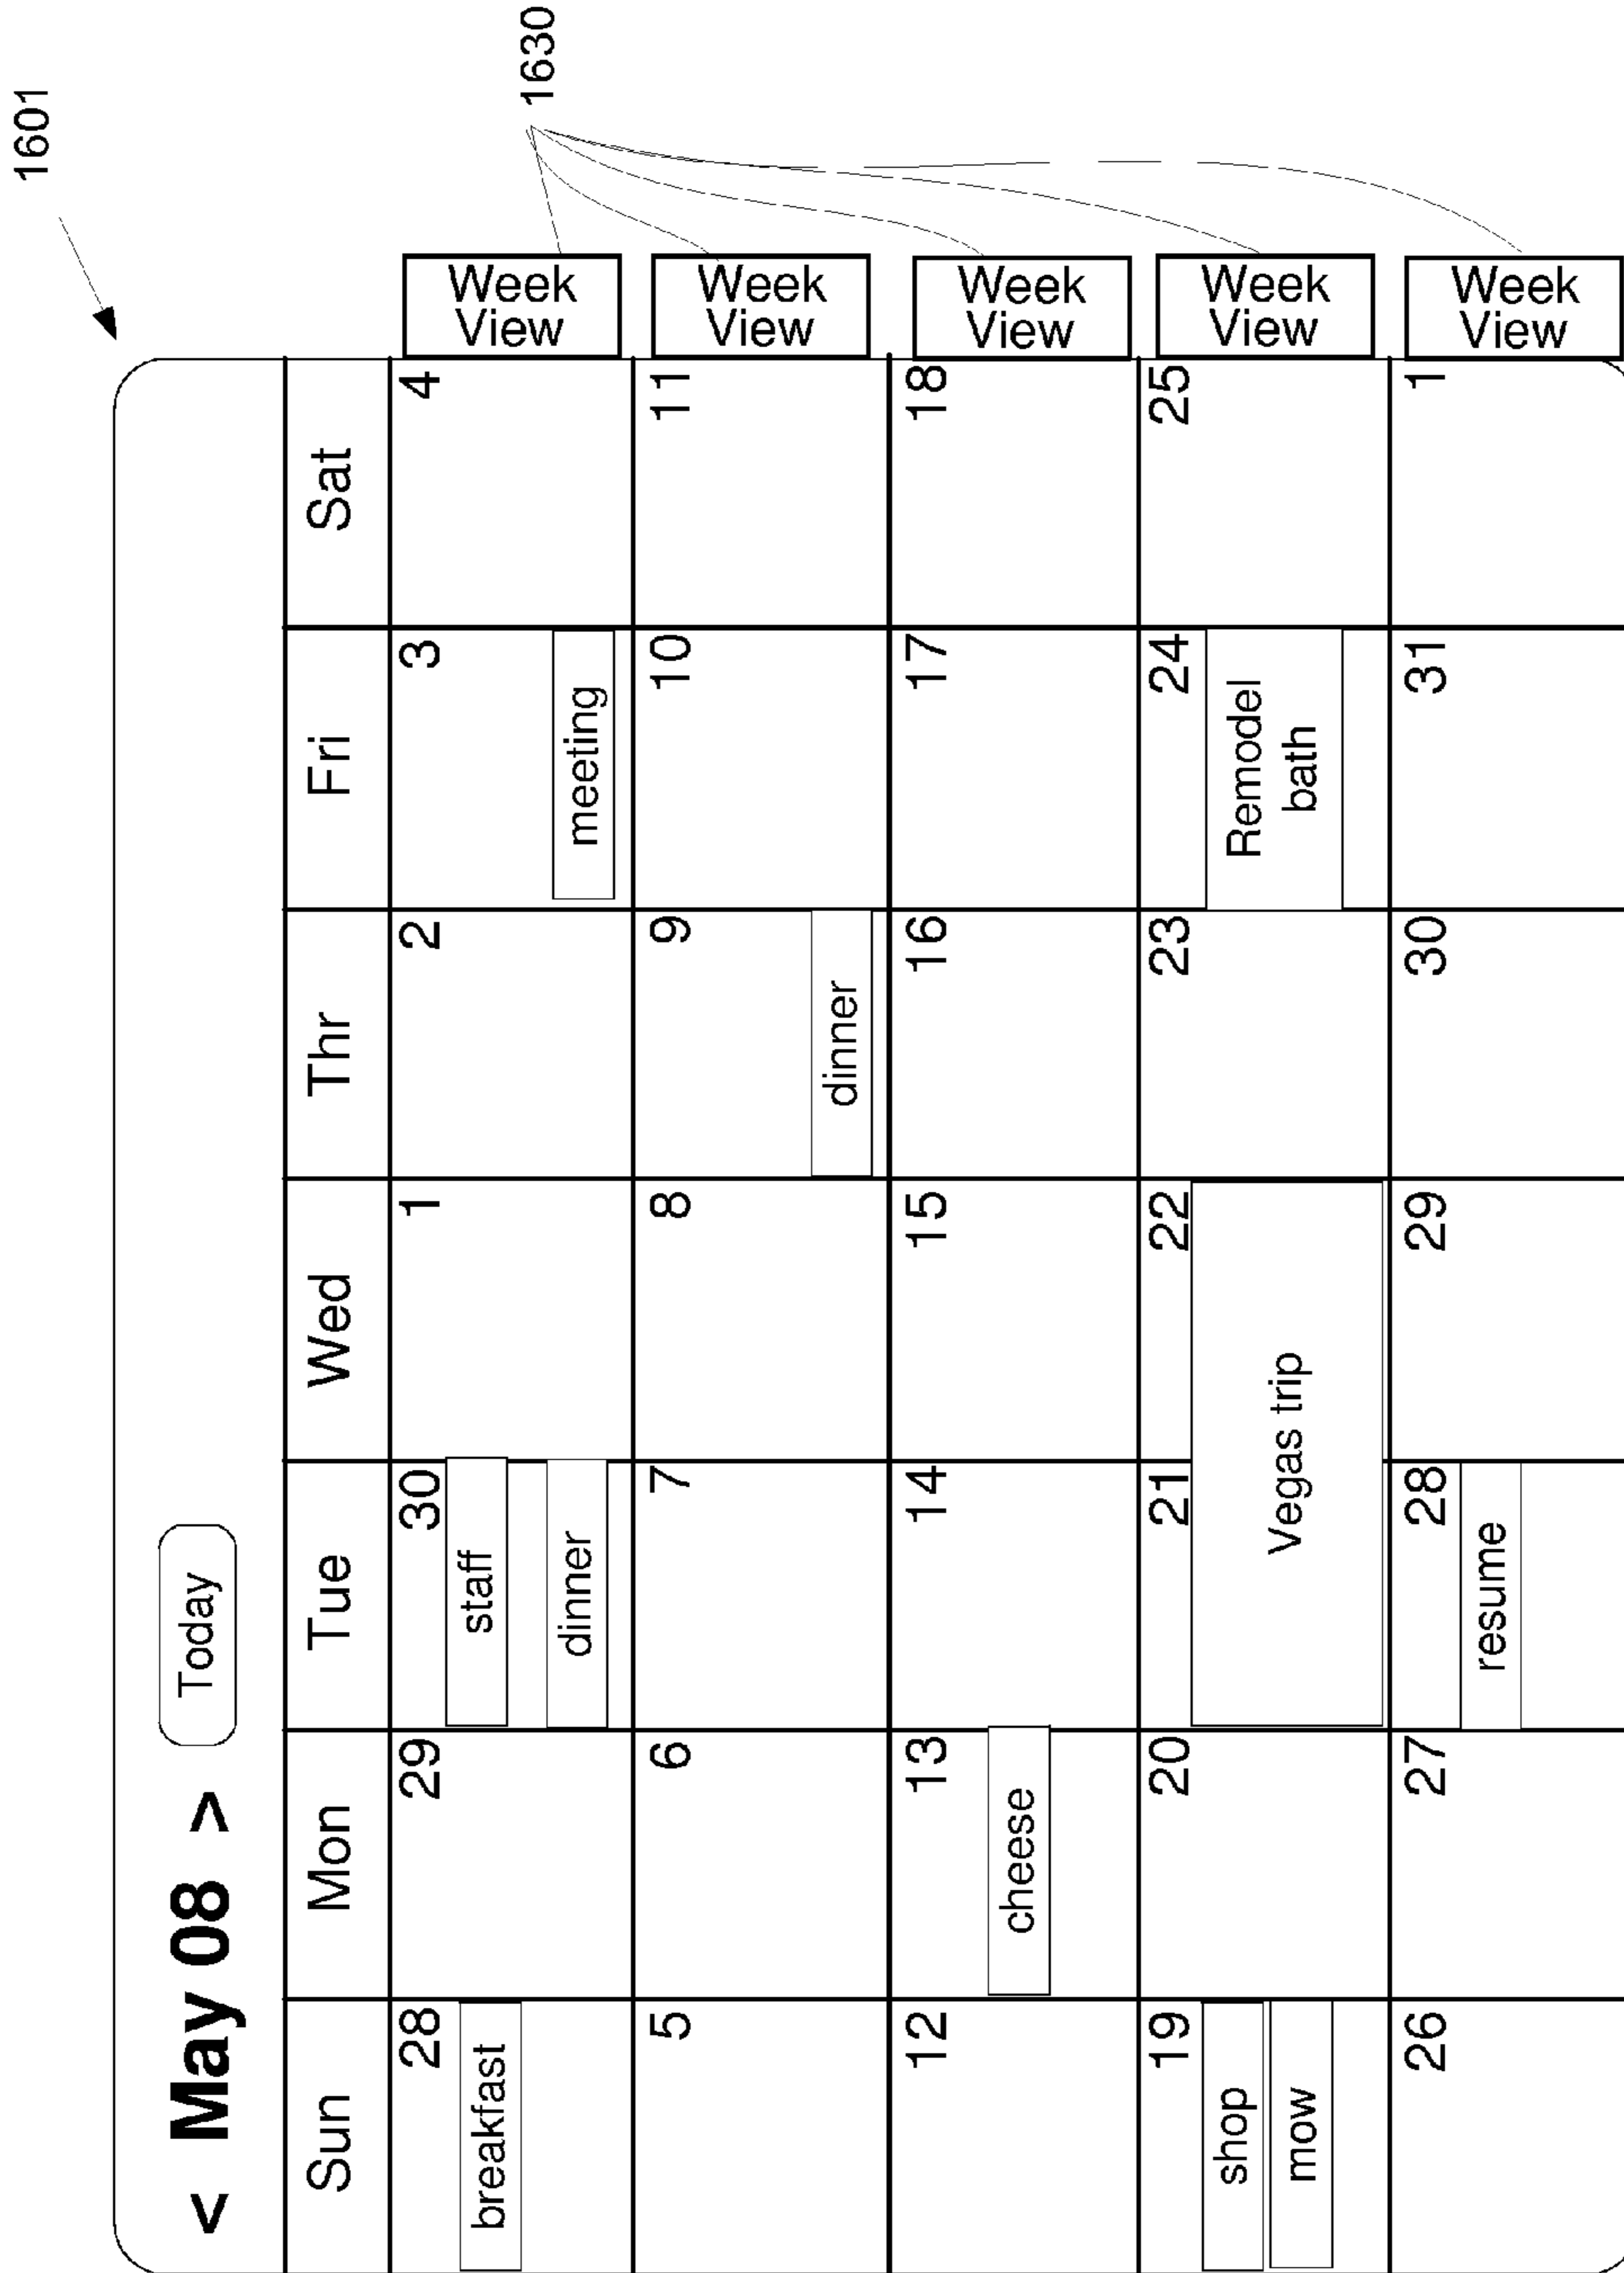 1601
1630
< May 08 > Today
Sun Mon Tue Wed Thr Fri Sat
28 29 30 1 2 3 4
breakfast staff
dinner meeting
Week
View
5 6 7 8 9 10 11
dinner
Week
View
12 13 14 15 16 17 18
cheese
Week
View
19 20 21 22 23 24 25
shop
mow
Vegas trip
Remodel
bath
Week
View
26 27 28 29 30 31 1
resume
Week
View